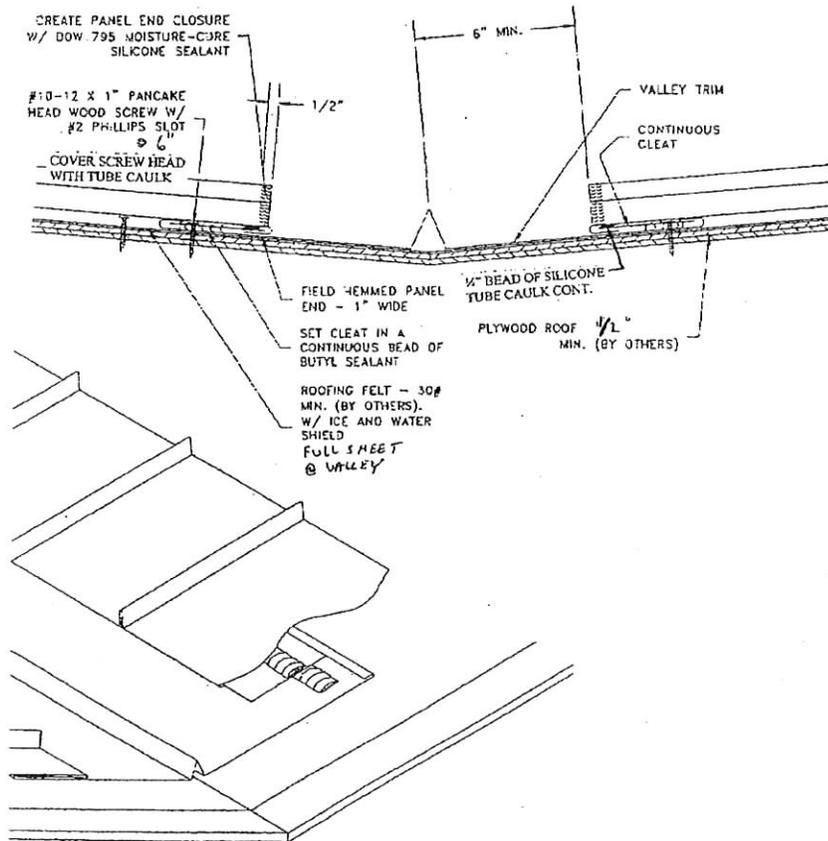 CREATE PANEL END CLOSURE
W/ DOW 795 MOISTURE-CURE
SILICONE SEALANT
#10-12 X 1" PANCAKE
HEAD WOOD SCREW W/
#2 PHILLIPS SLOT
@ 6"
COVER SCREW HEAD
WITH TUBE CAULK
1/2"
6" MIN.
VALLEY TRIM
CONTINUOUS
CLEAT
FIELD HEMMED PANEL
END - 1" WIDE
SET CLEAT IN A
CONTINUOUS BEAD OF
BUTYL SEALANT
ROOFING FELT - 30#
MIN. (BY OTHERS).
W/ ICE AND WATER
SHIELD
FULL SHEET
@ VALLEY
¼" BEAD OF SILICONE
TUBE CAULK CONT.
PLYWOOD ROOF 1/2"
MIN. (BY OTHERS)